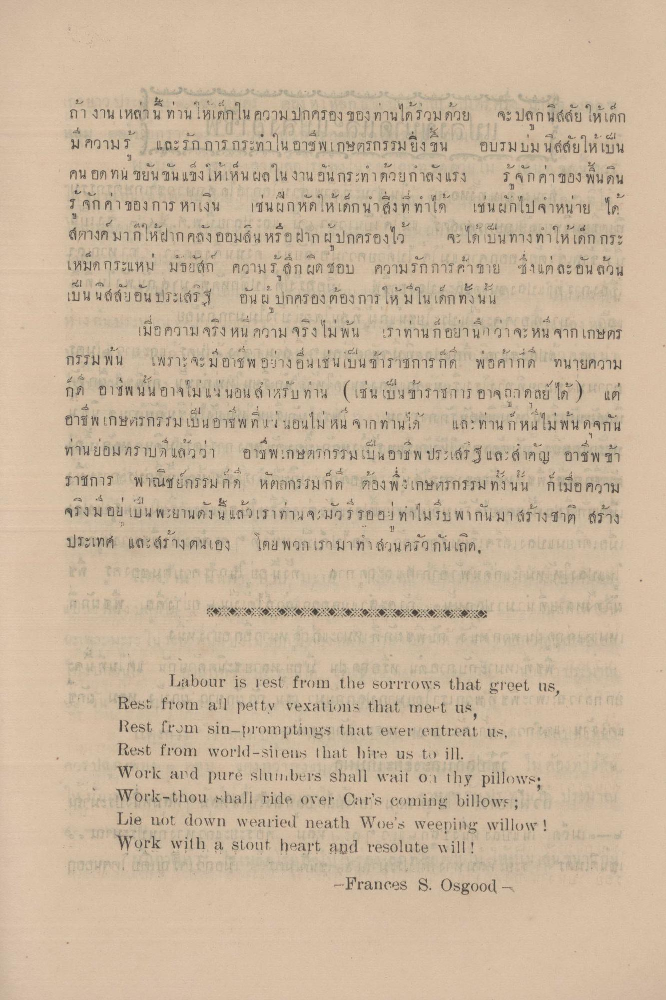 ถ้างานเหล่านี้ท่านให้เด็กในความปกครองของท่านได้ร่วมด้วย จะปลูกนิสสัยให้เด็ก
มีความรู้ และรักการกระทำในอาชีพเกษตรกรรมยิ่งขึ้น อบรมบ่มนิสสัยให้เป็น
คนอดทน ขยันขันแข็งให้เห็นผลในงานอันกระทำด้วยกำลังแรง รู้จักค่าของพื้นดิน
รู้จักค่าของการหาเงิน เช่นฝึกหัดให้เด็กนำสิ่งที่ทำได้ เช่นผักไปจำหน่าย ได้
สตางค์มาก็ให้ฝากคลังออมสินหรือฝากผู้ปกครองไว้ จะได้เป็นทางทำให้เด็กกระ
เหม็ดกระแหม่ มัธยัสถ์ ความรู้สึกผิดชอบ ความรักการค้าขาย ซึ่งแต่ละอันล้วน
เป็นนิสสัยอันประเสริฐ อันผู้ปกครองต้องการให้มีในเด็กทั้งนั้น
เมื่อความจริงหนีความจริงไม่พ้น เราท่านก็อย่านึกว่าจะหนีจากเกษตร
กรรมพ้น เพราะจะมีอาชีพอย่างอื่นเช่นเป็นข้าราชการก็ดี พ่อค้าก็ดี ทนายความ
ก็ดี อาชีพนั้นอาจไม่แน่นอนสำหรับท่าน (เช่นเป็นข้าราชการอาจถูกดุลย์ได้) แต่
อาชีพเกษตรกรรมเป็นอาชีพที่แน่นอนไม่หนีจากท่านได้ และท่านก็หนีไม่พ้นดุจกัน
ท่านย่อมทราบดีแล้วว่า อาชีพเกษตรกรรมเป็นอาชีพประเสริฐและสำคัญ อาชีพข้า
ราชการ พาณิชย์กรรมก็ดี หัตถกรรมก็ดี ต้องพึ่งเกษตรกรรมทั้งนั้น ก็เมื่อความ
จริงมีอยู่เป็นพะยานดังนี้แล้วเราท่านจะมัวรีรออยู่ทำไมรีบพากันมาสร้างชาติ สร้าง
ประเทศ และสร้างตนเอง โดยพวกเรามาทำสวนครัวกันเถิด.
Labour is rest from the sorrrows that greet us,
Rest from all petty vexations that meet us,
Rest from sin-promptings that ever entreat us,
Rest from world-sirens that hire us to ill.
Work and pure slumbers shall wait on thy pillows;
Work-thou shall ride over Car's coming billows;
Lie not down wearied neath Woe's weeping willow!
Work with a stout heart and resolute will!
-Frances S. Osgood-